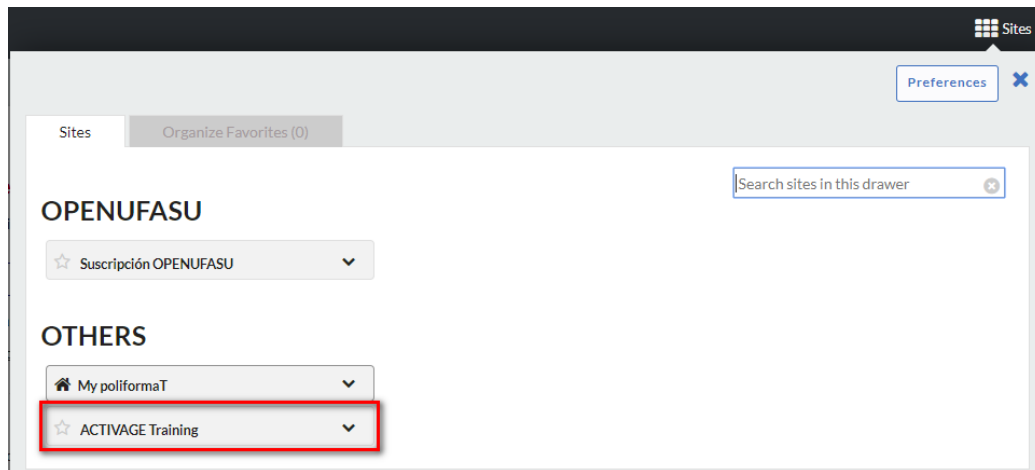 Sites
Preferences
Sites
Organize Favorites (0)
Search sites in this drawer
OPENUFASU
Suscripción OPENUFASU
OTHERS
My poliformaT
ACTIVAGE Training